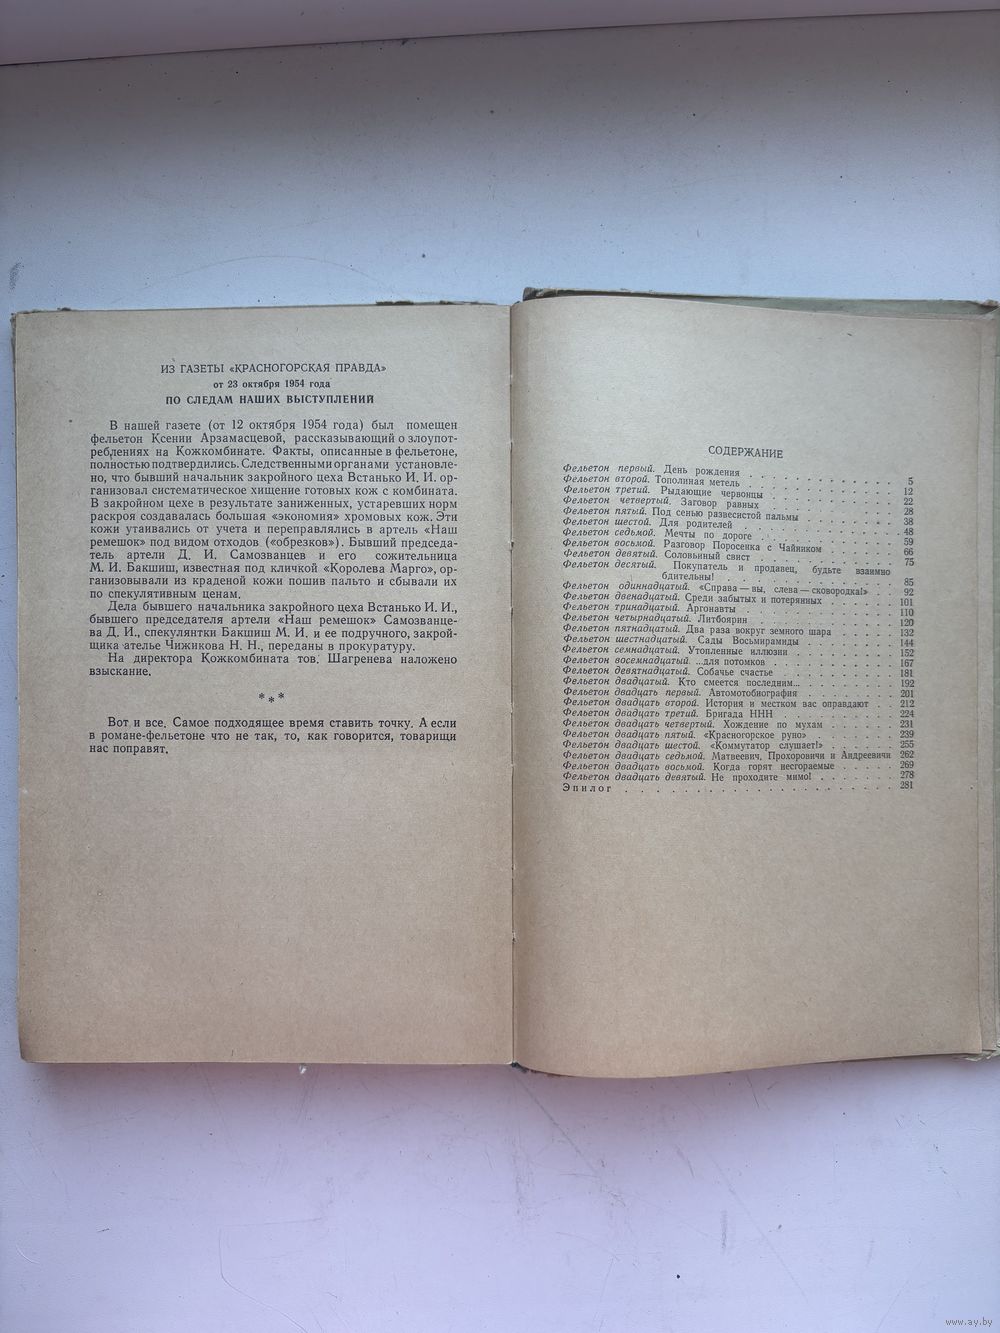 ИЗ ГАЗЕТЫ «КРАСНОГОРСКАЯ ПРАВДА»
от 23 октября 1954 года
ПО СЛЕДАМ НАШИХ ВЫСТУПЛЕНИЙ
В нашей газете (от 12 октября 1954 года) был помещен
фельетон Ксении Арзамасцевой, рассказывающий о злоупот-
реблениях на Кожкомбинате. Факты, описанные в фельетоне,
полностью подтвердились. Следственными органами установле-
но, что бывший начальник закройного цеха Встанько И. И. ор-
ганизовал систематическое хищение готовых кож с комбината.
В закройном цехе в результате заниженных, устаревших норм
раскроя создавалась большая «экономия» хромовых кож. Эти
кожи утаивались от учета и переправлялись в артель «Наш
ремешок» под видом отходов («обрезков»). Бывший председа-
тель артели Д. И. Самозванцев и его сожительница
М. И. Бакшиш, известная под кличкой «Королева Марго», ор-
ганизовывали из краденой кожи пошив пальто и сбывали их
по спекулятивным ценам.
Дела бывшего начальника закройного цеха Встанько И. И.,
бывшего председателя артели «Наш ремешок» Самозванце-
ва Д. И., спекулянтки Бакшиш М. И. и ее подручного, закрой-
щика ателье Чижикова Н. Н., переданы в прокуратуру.
На директора Кожкомбината тов. Шагренева наложено
взыскание.
* * *
Вот и все. Самое подходящее время ставить точку. А если
в романе-фельетоне что не так, то, как говорится, товарищи
нас поправят.
СОДЕРЖАНИЕ
Фельетон первый. День рождения . . . . . . . . . . . 5
Фельетон второй. Тополиная метель . . . . . . . . . . 12
Фельетон третий. Рыдающие червонцы . . . . . . . . . 22
Фельетон четвертый. Заговор равных . . . . . . . . . 28
Фельетон пятый. Под сенью развесистой пальмы . . . . . . 38
Фельетон шестой. Для родителей . . . . . . . . . . . 48
Фельетон седьмой. Мечты по дороге . . . . . . . . . . 59
Фельетон восьмой. Разговор Поросенка с Чайником . . . . . 66
Фельетон девятый. Соловьиный свист . . . . . . . . . 75
Фельетон десятый. Покупатель и продавец, будьте взаимно
бдительны! . . . . . . . . . . . 85
Фельетон одиннадцатый. «Справа — вы, слева — сковородка!» . . 92
Фельетон двенадцатый. Среди забытых и потерянных . . . . . 101
Фельетон тринадцатый. Аргонавты . . . . . . . . . . 110
Фельетон четырнадцатый. Литбоярин . . . . . . . . . 120
Фельетон пятнадцатый. Два раза вокруг земного шара . . . . . 132
Фельетон шестнадцатый. Сады Восьмирамиды . . . . . . . 144
Фельетон семнадцатый. Утопленные иллюзии . . . . . . . 152
Фельетон восемнадцатый. ...для потомков . . . . . . . . 167
Фельетон девятнадцатый. Собачье счастье . . . . . . . . 181
Фельетон двадцатый. Кто смеется последним... . . . . . . . 192
Фельетон двадцать первый. Автомотобиография . . . . . . . 201
Фельетон двадцать второй. История и местком вас оправдают . . 212
Фельетон двадцать третий. Бригада ННН . . . . . . . . 224
Фельетон двадцать четвертый. Хождение по мухам . . . . . 231
Фельетон двадцать пятый. «Красногорское руно» . . . . . . 239
Фельетон двадцать шестой. «Коммутатор слушает!» . . . . . 255
Фельетон двадцать седьмой. Матвеевич, Прохоровичи и Андреевичи 262
Фельетон двадцать восьмой. Когда горят несгораемые . . . . . 269
Фельетон двадцать девятый. Не проходите мимо! . . . . . . 278
Эпилог . . . . . . . . . . . . . . . . . . 281
www.ay.by